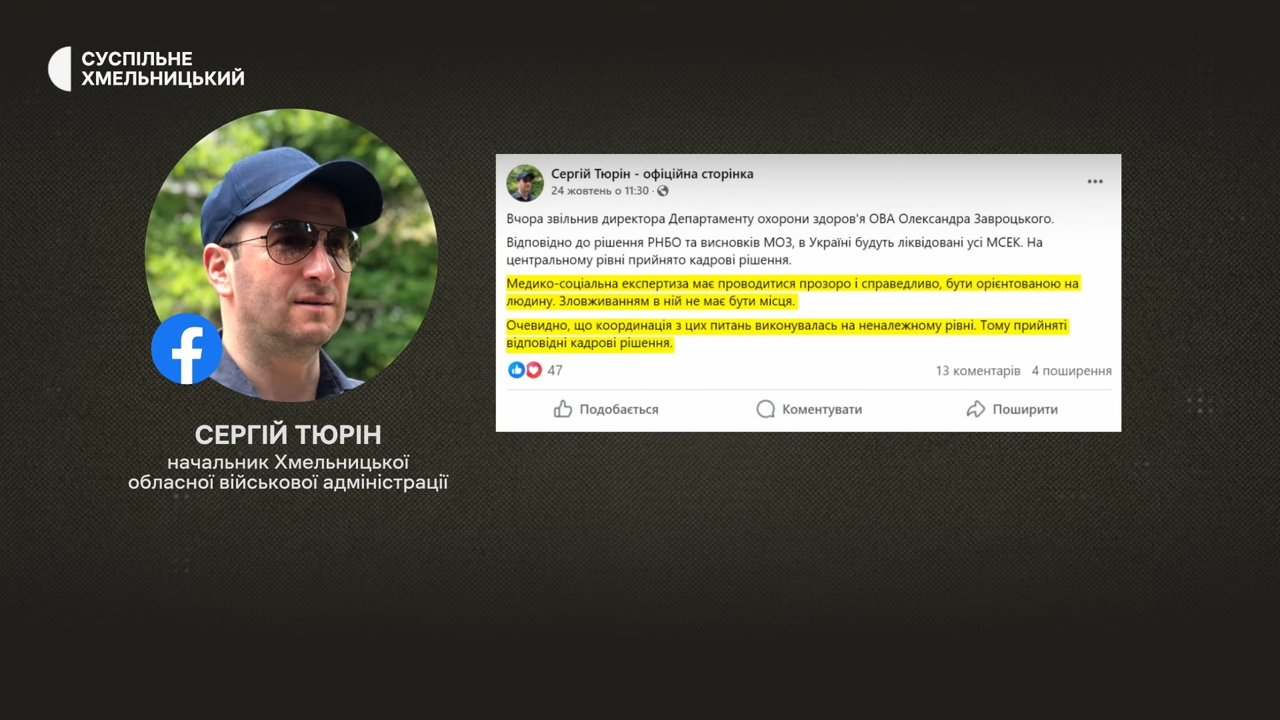 СУСПІЛЬНЕ
ХМЕЛЬНИЦЬКИЙ
СЕРГІЙ ТЮРІН
начальник Хмельницької
обласної військової адміністрації
Сергій Тюрін - офіційна сторінка
24 жовтень о 11:30 ·
Вчора звільнив директора Департаменту охорони здоров'я ОВА Олександра Завроцького.
Відповідно до рішення РНБО та висновків МОЗ, в Україні будуть ліквідовані усі МСЕК. На
центральному рівні прийнято кадрові рішення.
Медико-соціальна експертиза має проводитися прозоро і справедливо, бути орієнтованою на
людину. Зловживанням в ній не має бути місця.
Очевидно, що координація з цих питань виконувалась на неналежному рівні. Тому прийняті
відповідні кадрові рішення.
47
13 коментарів 4 поширення
Подобається Коментувати Поширити